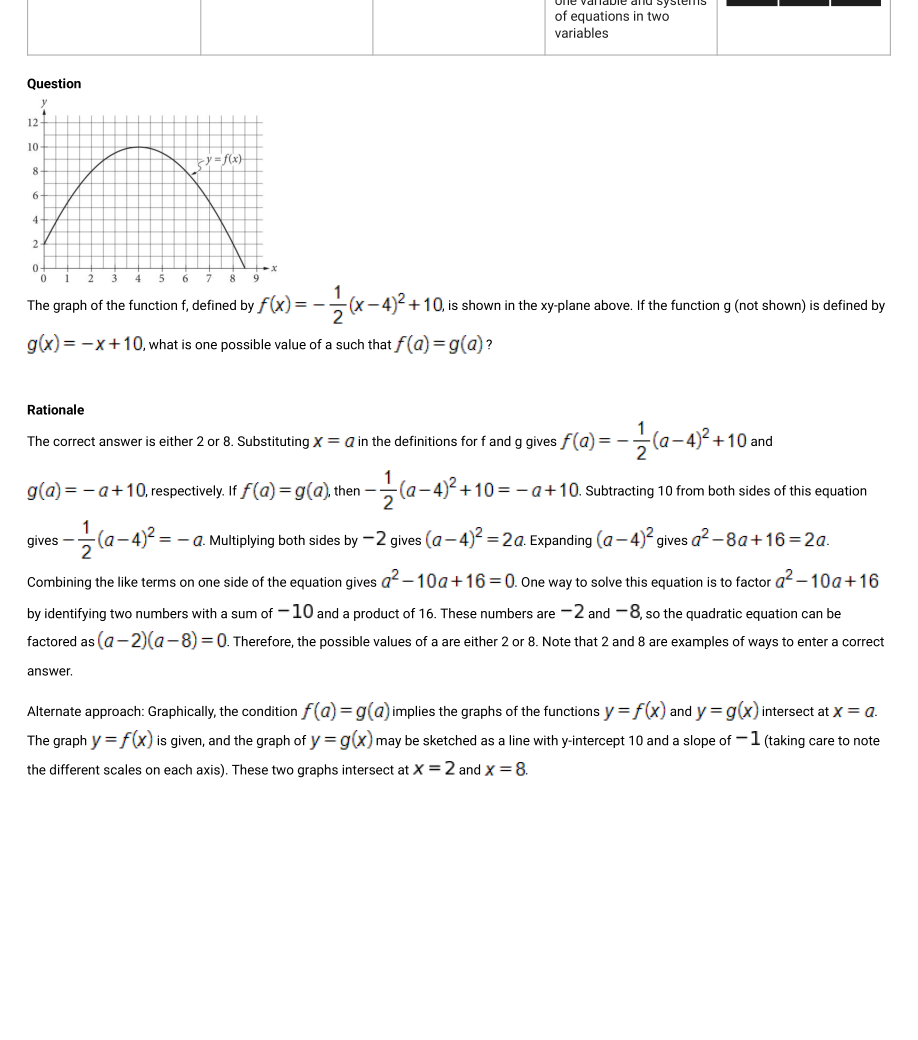 one variable and systems
of equations in two
variables
Question
y
12
10
y = f(x)
8
6
4
2
0
x
0 1 2 3 4 5 6 7 8 9
The graph of the function f, defined by f(x) = −1/2(x−4)²+10, is shown in the xy-plane above. If the function g (not shown) is defined by
g(x) = −x+10, what is one possible value of a such that f(a)=g(a)?
Rationale
The correct answer is either 2 or 8. Substituting x = a in the definitions for f and g gives f(a) = −1/2(a−4)²+10 and
g(a) = −a+10, respectively. If f(a)=g(a), then −1/2(a−4)²+10 = −a+10. Subtracting 10 from both sides of this equation
gives −1/2(a−4)² = −a. Multiplying both sides by −2 gives (a−4)² = 2a. Expanding (a−4)² gives a²−8a+16=2a.
Combining the like terms on one side of the equation gives a²−10a+16=0. One way to solve this equation is to factor a²−10a+16
by identifying two numbers with a sum of −10 and a product of 16. These numbers are −2 and −8, so the quadratic equation can be
factored as (a−2)(a−8)=0. Therefore, the possible values of a are either 2 or 8. Note that 2 and 8 are examples of ways to enter a correct
answer.
Alternate approach: Graphically, the condition f(a)=g(a) implies the graphs of the functions y=f(x) and y=g(x) intersect at x = a.
The graph y=f(x) is given, and the graph of y=g(x) may be sketched as a line with y-intercept 10 and a slope of −1 (taking care to note
the different scales on each axis). These two graphs intersect at x=2 and x=8.